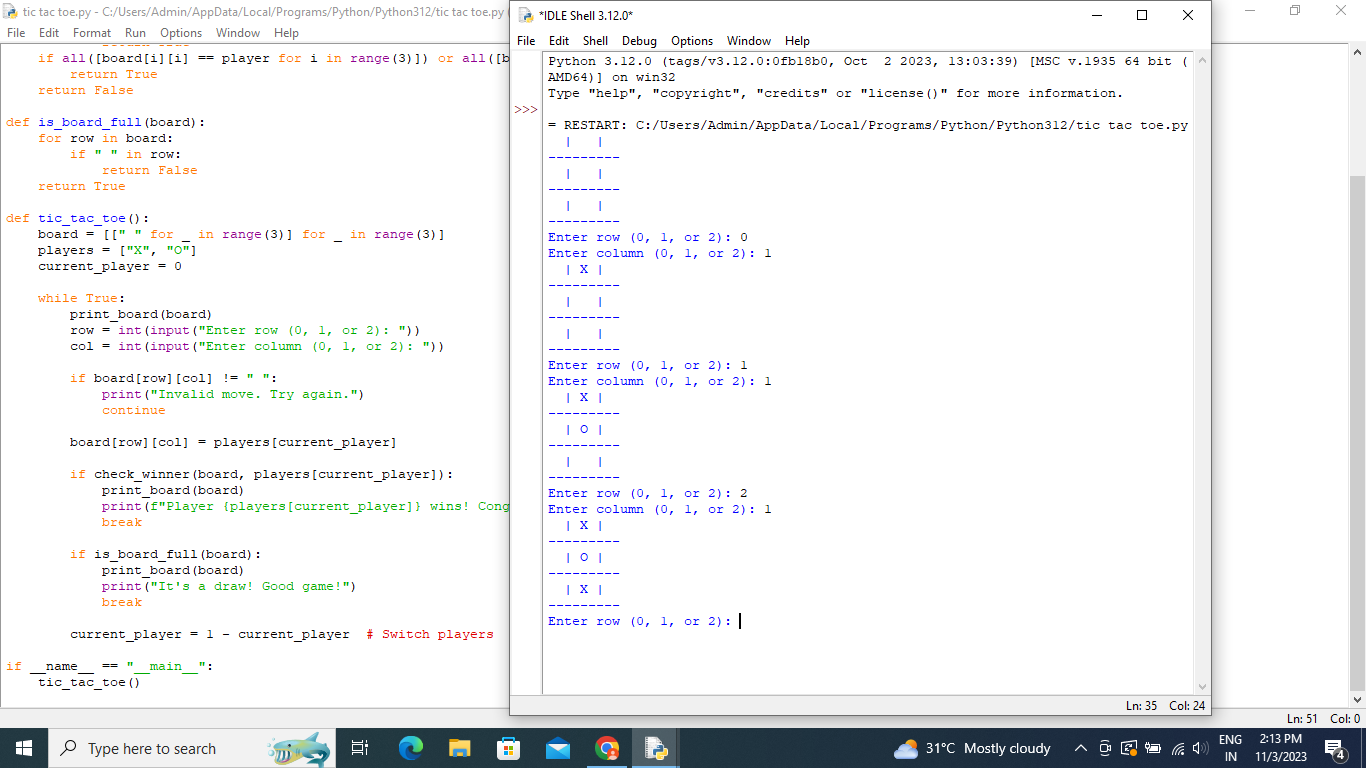 tic tac toe.py - C:/Users/Admin/AppData/Local/Programs/Python/Python312/tic tac toe.py
File Edit Format Run Options Window Help
if all([board[i][i] == player for i in range(3)]) or all([b
return True
return False
def is_board_full(board):
for row in board:
if " " in row:
return False
return True
def tic_tac_toe():
board = [[" " for _ in range(3)] for _ in range(3)]
players = ["X", "O"]
current_player = 0
while True:
print_board(board)
row = int(input("Enter row (0, 1, or 2): "))
col = int(input("Enter column (0, 1, or 2): "))
if board[row][col] != " ":
print("Invalid move. Try again.")
continue
board[row][col] = players[current_player]
if check_winner(board, players[current_player]):
print_board(board)
print(f"Player {players[current_player]} wins! Cong
break
if is_board_full(board):
print_board(board)
print("It's a draw! Good game!")
break
current_player = 1 - current_player  # Switch players
if __name__ == "__main__":
tic_tac_toe()
*IDLE Shell 3.12.0*
File Edit Shell Debug Options Window Help
Python 3.12.0 (tags/v3.12.0:0fb18b0, Oct  2 2023, 13:03:39) [MSC v.1935 64 bit (
AMD64)] on win32
Type "help", "copyright", "credits" or "license()" for more information.
>>>
= RESTART: C:/Users/Admin/AppData/Local/Programs/Python/Python312/tic tac toe.py
  |   |
---------
  |   |
---------
  |   |
---------
Enter row (0, 1, or 2): 0
Enter column (0, 1, or 2): 1
  | X |
---------
  |   |
---------
  |   |
---------
Enter row (0, 1, or 2): 1
Enter column (0, 1, or 2): 1
  | X |
---------
  | O |
---------
  |   |
---------
Enter row (0, 1, or 2): 2
Enter column (0, 1, or 2): 1
  | X |
---------
  | O |
---------
  | X |
---------
Enter row (0, 1, or 2):
Ln: 35 Col: 24
Ln: 51 Col: 0
Type here to search
31°C Mostly cloudy
ENG
IN
2:13 PM
11/3/2023
4